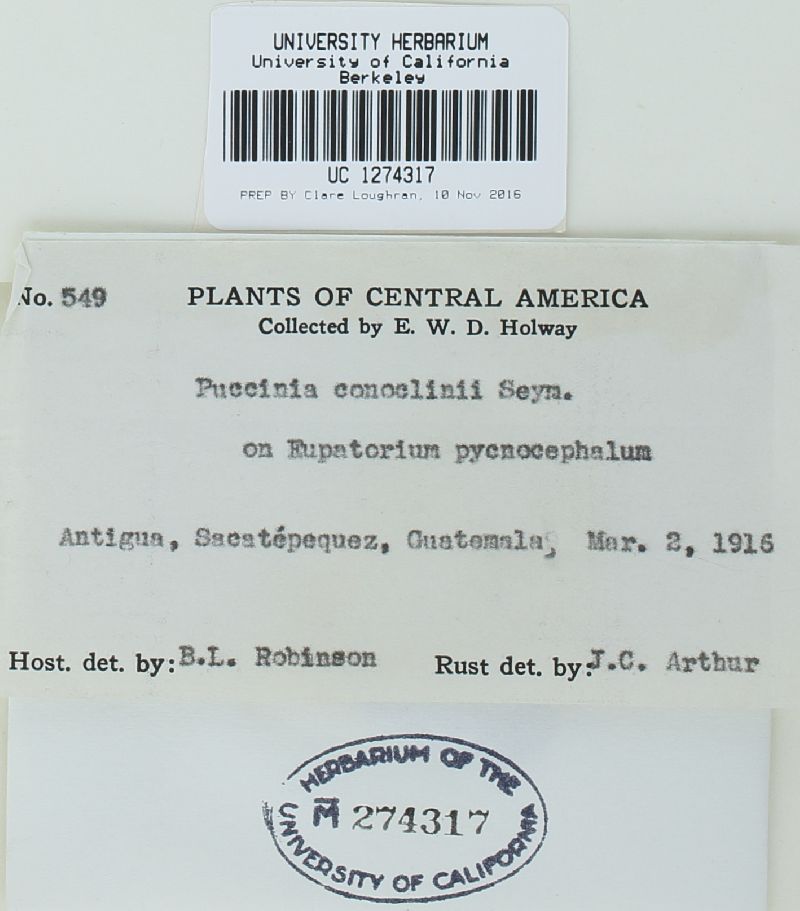 UNIVERSITY HERBARIUM
University of California
Berkeley
UC 1274317
PREP BY Clare Loughran, 10 Nov 2016
No. 549
PLANTS OF CENTRAL AMERICA
Collected by E. W. D. Holway
Puccinia conoclinii Seym.
on Eupatorium pycnocephalum
Antigua, Sacatépequez, Guatemala, Mar. 2, 1916
Host. det. by: B.L. Robinson Rust det. by: J.C. Arthur
HERBARIUM OF THE
M̅ 274317
UNIVERSITY OF CALIFORNIA